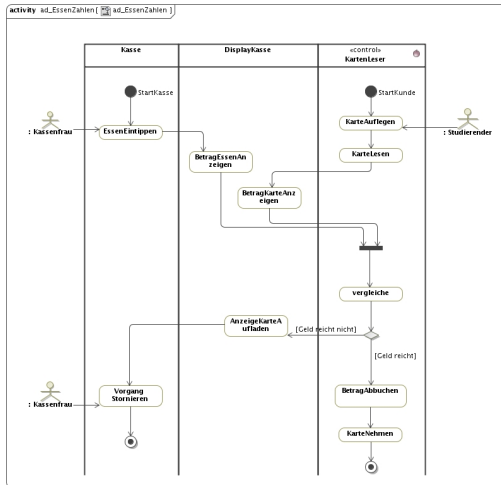 activity ad_EssenZahlen [ ad_EssenZahlen ]
Kasse
DisplayKasse
«control»
KartenLeser
StartKasse
StartKunde
: Kassenfrau
EssenEintippen
KarteAuflegen
: Studierender
BetragEssenAn
zeigen
KarteLesen
BetragKarteAnz
eigen
vergleiche
AnzeigeKarteA
ufladen
[Geld reicht nicht]
[Geld reicht]
: Kassenfrau
Vorgang
Stornieren
BetragAbbuchen
KarteNehmen